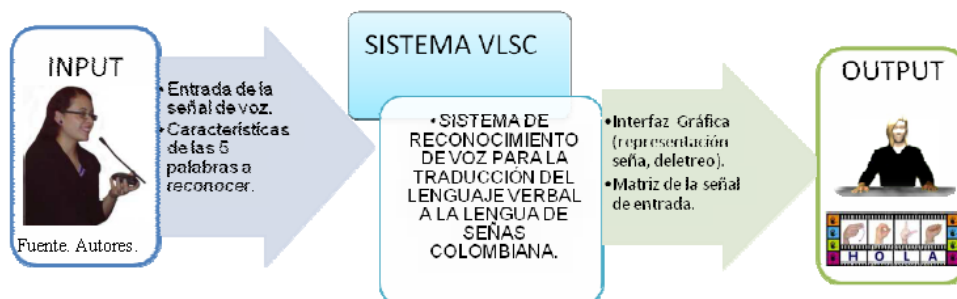 INPUT
Fuente. Autores.
•Entrada de la
señal de voz.
•Características
de las 5
palabras a
reconocer.
SISTEMA VLSC
•SISTEMA DE
RECONOCIMIENTO
DE VOZ PARA LA
TRADUCCIÓN DEL
LENGUAJE VERBAL
A LA LENGUA DE
SEÑAS
COLOMBIANA.
•Interfaz Gráfica
(representación
seña, deletreo).
•Matriz de la señal
de entrada.
OUTPUT
H O L A